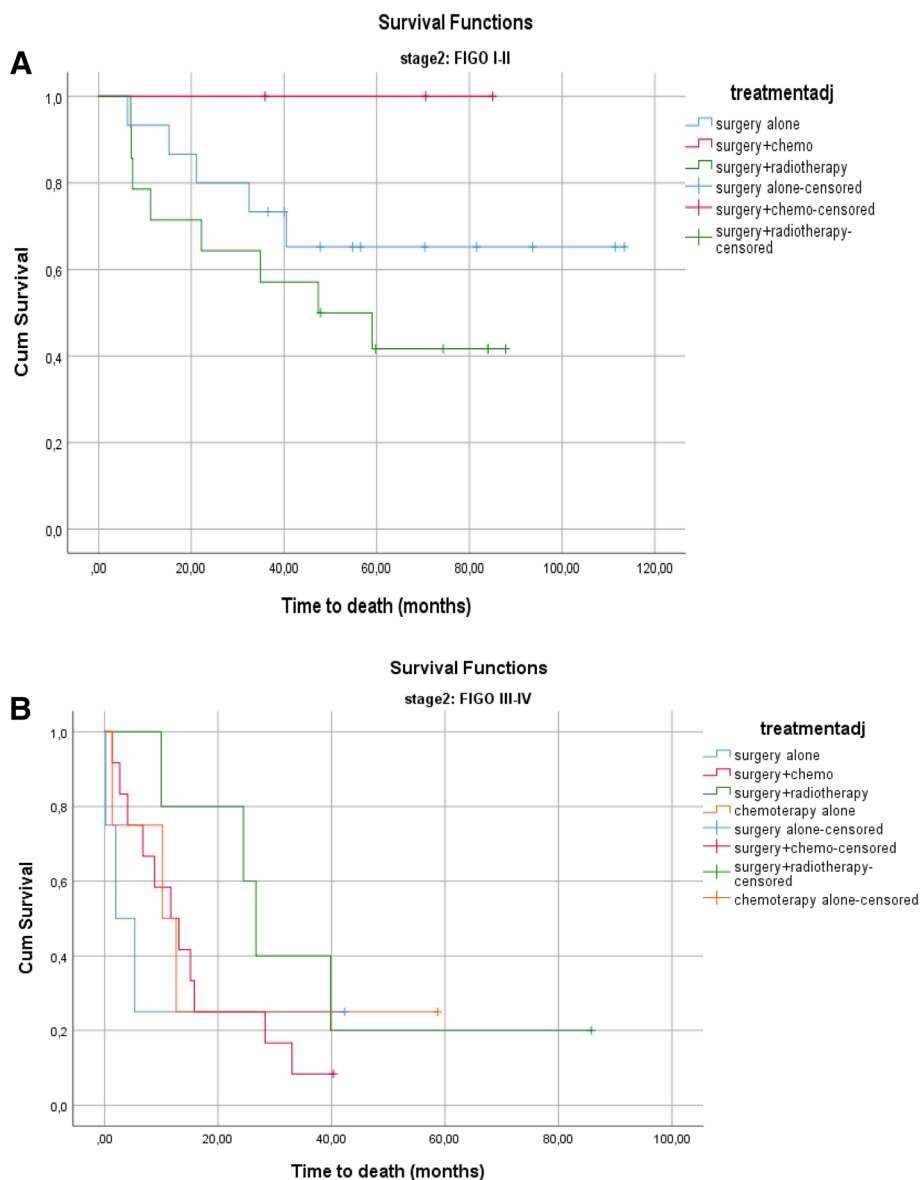 Survival Functions
A
stage2: FIGO I-II
treatmentadj
surgery alone
surgery+chemo
surgery+radiotherapy
surgery alone-censored
surgery+chemo-censored
surgery+radiotherapy-
censored
Cum Survival
1,0
0,8
0,6
0,4
0,2
0,0
,00
20,00
40,00
60,00
80,00
100,00
120,00
Time to death (months)
Survival Functions
B
stage2: FIGO III-IV
treatmentadj
surgery alone
surgery+chemo
surgery+radiotherapy
chemoterapy alone
surgery alone-censored
surgery+chemo-censored
surgery+radiotherapy-
censored
chemoterapy alone-censored
Cum Survival
1,0
0,8
0,6
0,4
0,2
0,0
,00
20,00
40,00
60,00
80,00
100,00
Time to death (months)